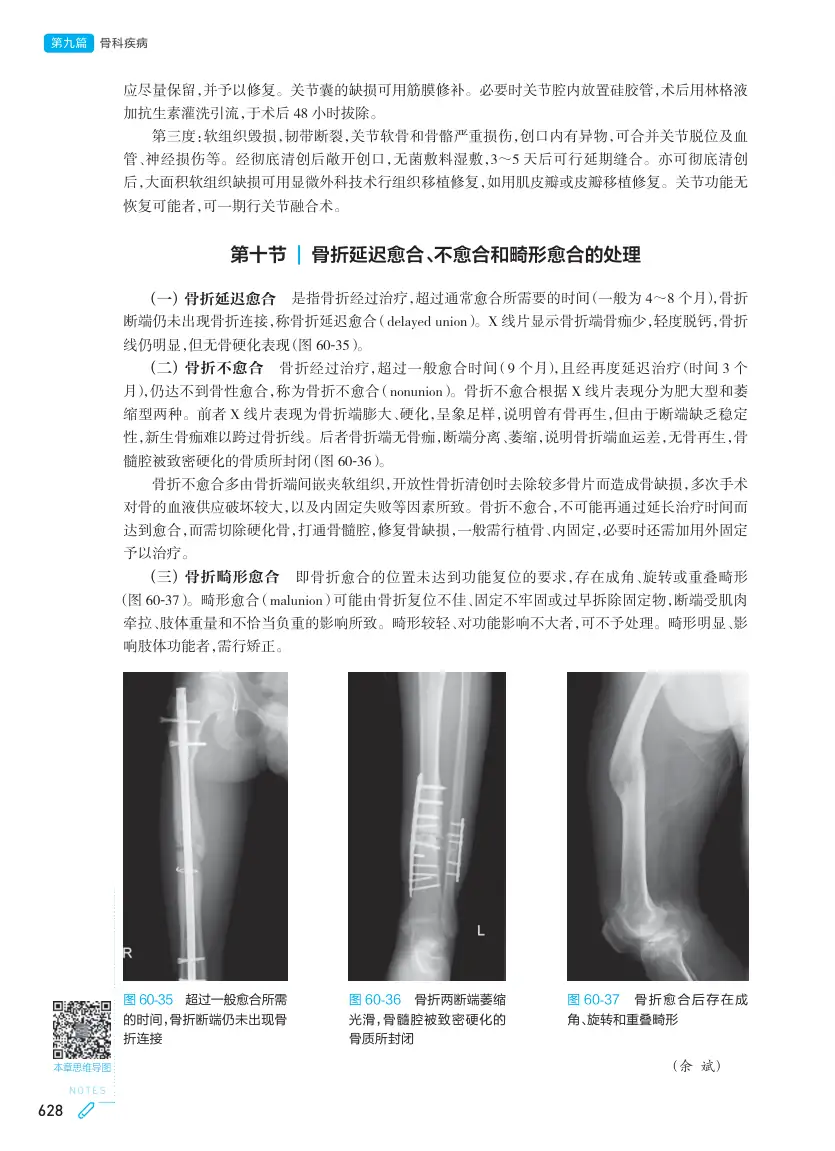 第九篇 骨科疾病
应尽量保留,并予以修复。关节囊的缺损可用筋膜修补。必要时关节腔内放置硅胶管,术后用林格液
加抗生素灌洗引流,于术后 48 小时拔除。
第三度:软组织毁损,韧带断裂,关节软骨和骨骼严重损伤,创口内有异物,可合并关节脱位及血
管、神经损伤等。经彻底清创后敞开创口,无菌敷料湿敷,3～5 天后可行延期缝合。亦可彻底清创
后,大面积软组织缺损可用显微外科技术行组织移植修复,如用肌皮瓣或皮瓣移植修复。关节功能无
恢复可能者,可一期行关节融合术。
第十节 | 骨折延迟愈合、不愈合和畸形愈合的处理
（一）骨折延迟愈合 是指骨折经过治疗,超过通常愈合所需要的时间（一般为 4～8 个月）,骨折
断端仍未出现骨折连接,称骨折延迟愈合（delayed union）。X 线片显示骨折端骨痂少,轻度脱钙,骨折
线仍明显,但无骨硬化表现（图 60-35）。
（二）骨折不愈合 骨折经过治疗,超过一般愈合时间（9 个月）,且经再度延迟治疗（时间 3 个
月）,仍达不到骨性愈合,称为骨折不愈合（nonunion）。骨折不愈合根据 X 线片表现分为肥大型和萎
缩型两种。前者 X 线片表现为骨折端膨大、硬化,呈象足样,说明曾有骨再生,但由于断端缺乏稳定
性,新生骨痂难以跨过骨折线。后者骨折端无骨痂,断端分离、萎缩,说明骨折端血运差,无骨再生,骨
髓腔被致密硬化的骨质所封闭（图 60-36）。
骨折不愈合多由骨折端间嵌夹软组织,开放性骨折清创时去除较多骨片而造成骨缺损,多次手术
对骨的血液供应破坏较大,以及内固定失败等因素所致。骨折不愈合,不可能再通过延长治疗时间而
达到愈合,而需切除硬化骨,打通骨髓腔,修复骨缺损,一般需行植骨、内固定,必要时还需加用外固定
予以治疗。
（三）骨折畸形愈合 即骨折愈合的位置未达到功能复位的要求,存在成角、旋转或重叠畸形
（图 60-37）。畸形愈合（malunion）可能由骨折复位不佳、固定不牢固或过早拆除固定物,断端受肌肉
牵拉、肢体重量和不恰当负重的影响所致。畸形较轻、对功能影响不大者,可不予处理。畸形明显、影
响肢体功能者,需行矫正。
R
L
图 60-35 超过一般愈合所需
的时间,骨折断端仍未出现骨
折连接
图 60-36 骨折两断端萎缩
光滑,骨髓腔被致密硬化的
骨质所封闭
图 60-37 骨折愈合后存在成
角、旋转和重叠畸形
（余 斌）
本章思维导图
NOTES
628